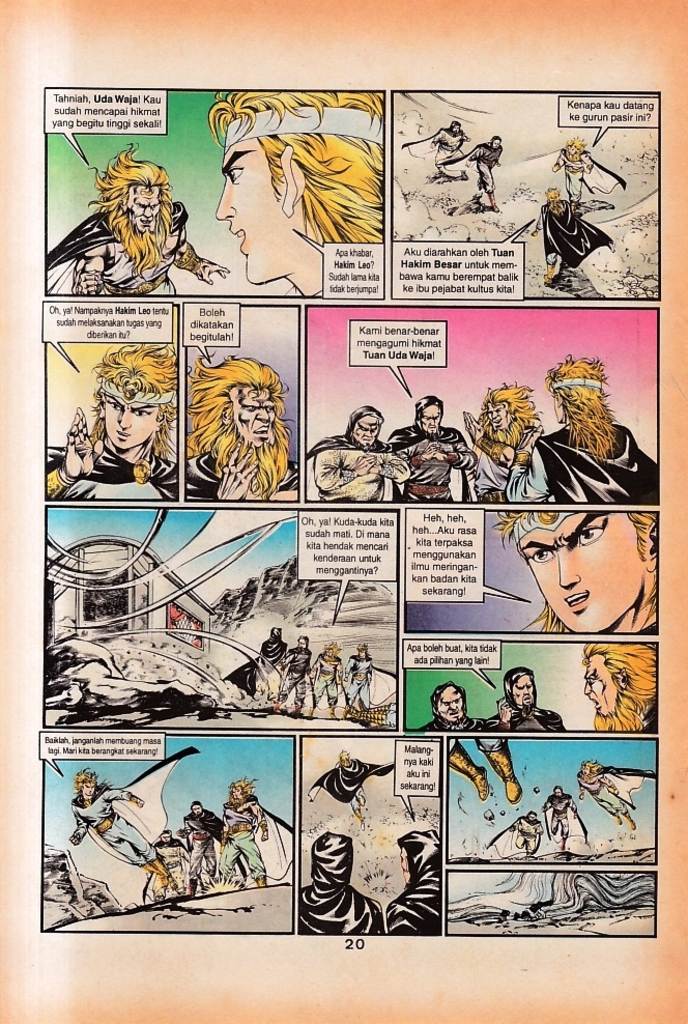 Tahniah, Uda Waja! Kau
sudah mencapai hikmat
yang begitu tinggi sekali!
Apa khabar,
Hakim Leo?
Sudah lama kita
tidak berjumpa!
Kenapa kau datang
ke gurun pasir ini?
Aku diarahkan oleh Tuan
Hakim Besar untuk mem-
bawa kamu berempat balik
ke ibu pejabat kultus kita!
Oh, ya! Nampaknya Hakim Leo tentu
sudah melaksanakan tugas yang
diberikan itu?
Boleh
dikatakan
begitulah!
Kami benar-benar
mengagumi hikmat
Tuan Uda Waja!
Oh, ya! Kuda-kuda kita
sudah mati. Di mana
kita hendak mencari
kenderaan untuk
menggantinya?
Heh, heh,
heh...Aku rasa
kita terpaksa
menggunakan
ilmu meringan-
kan badan kita
sekarang!
Apa boleh buat, kita tidak
ada pilihan yang lain!
Baiklah, janganlah membuang masa
lagi. Mari kita berangkat sekarang!
Malang-
nya kaki
aku ini
sekarang!
20